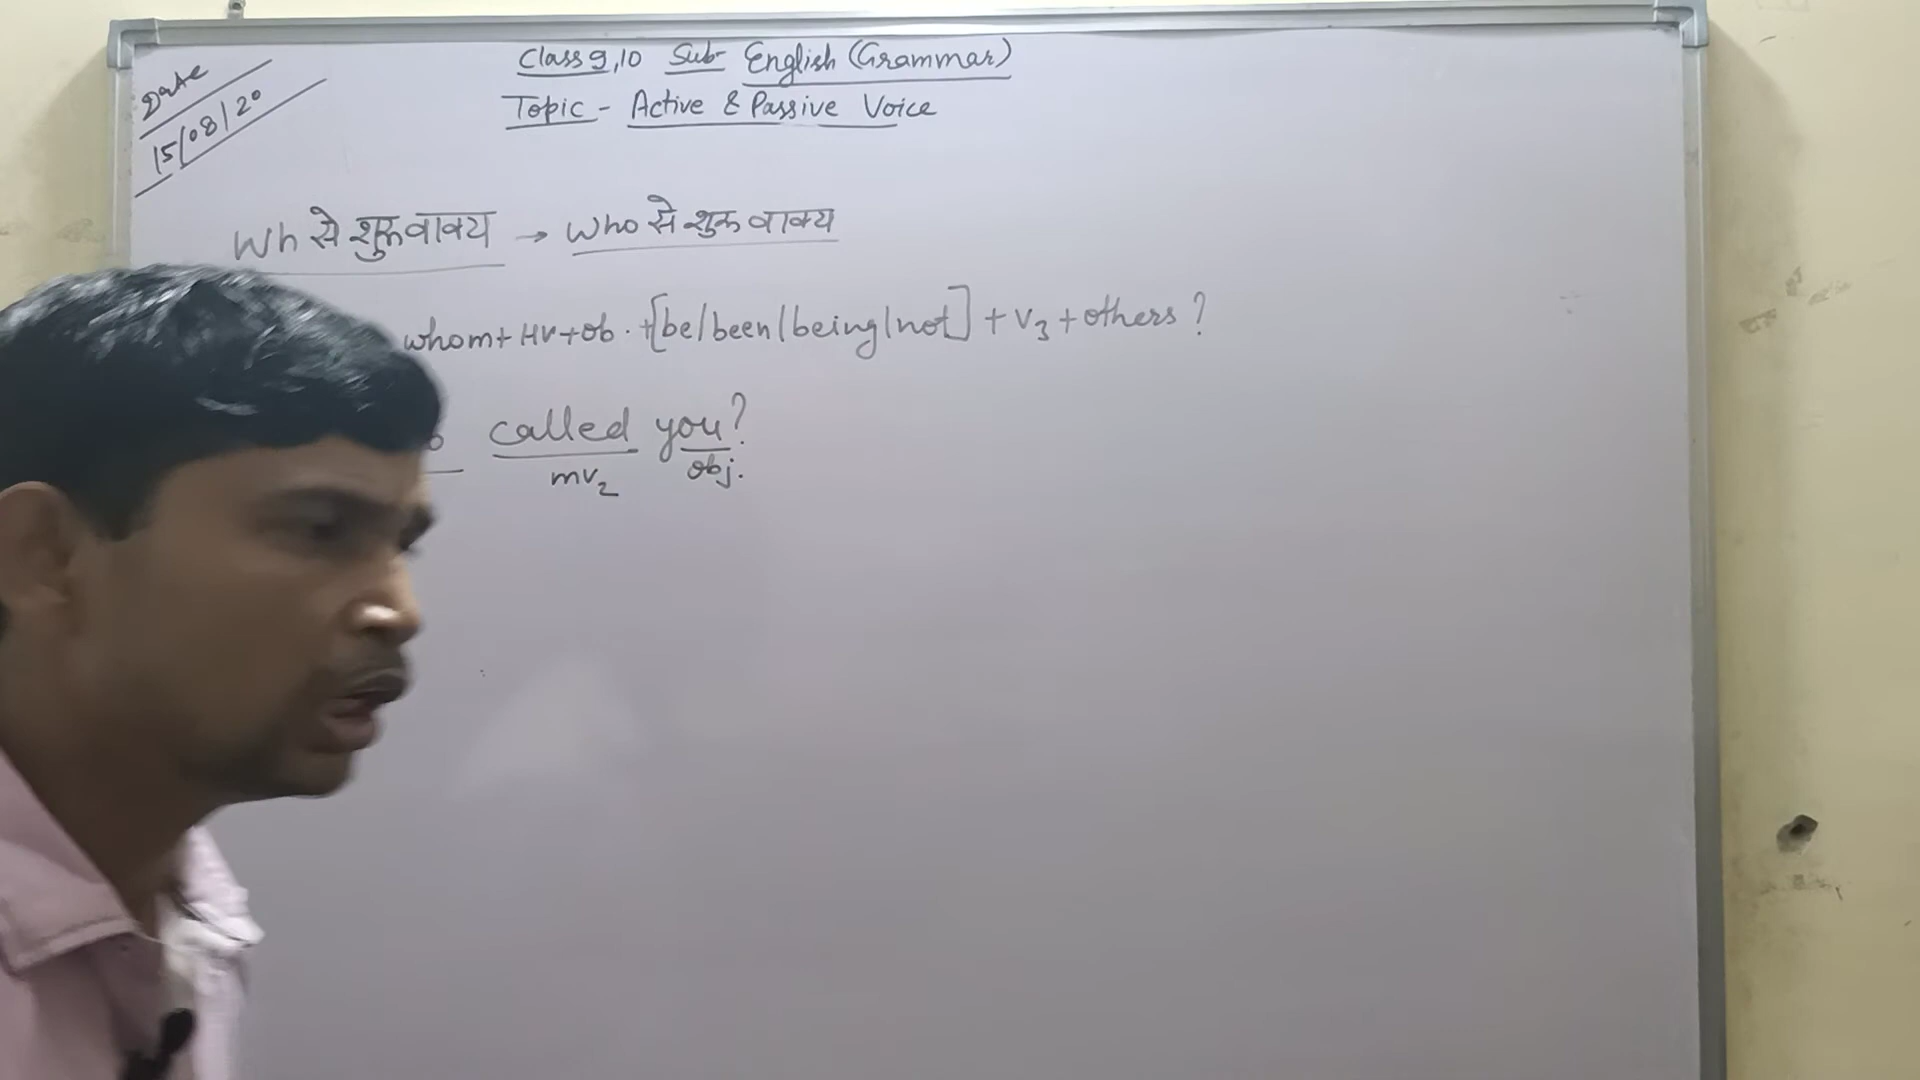 Date
15/08/20
Class 9,10 Sub- English (Grammar)
Topic - Active & Passive Voice
Wh से शुरू वाक्य → Who से शुरू वाक्य
whom + HV + ob. + [be/been/being/not] + V3 + others ?
called you?
mv2 obj.